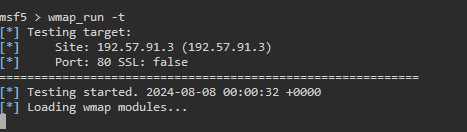 msf5 > wmap_run -t
[*] Testing target:
[*]     Site: 192.57.91.3 (192.57.91.3)
[*]     Port: 80 SSL: false
============================================================
[*] Testing started. 2024-08-08 00:00:32 +0000
[*] Loading wmap modules...